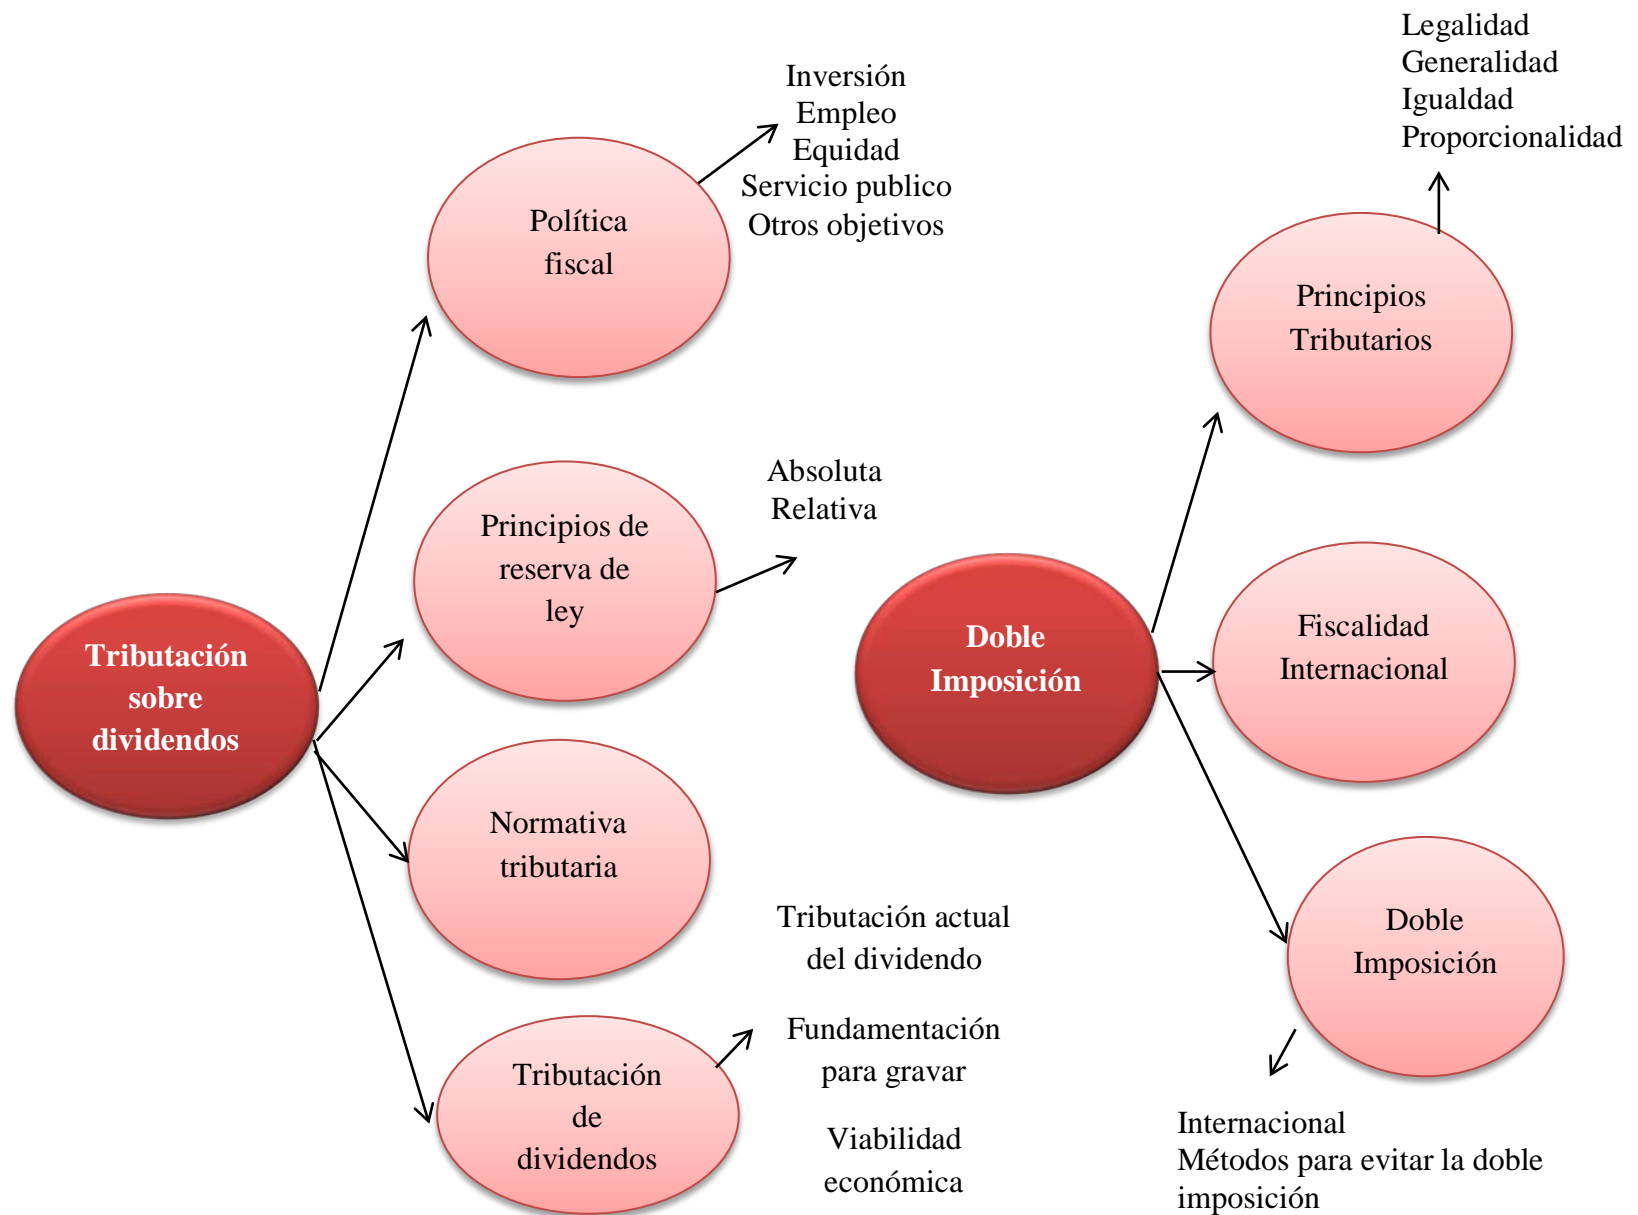 Tributación
sobre
dividendos
Política
fiscal
Inversión
Empleo
Equidad
Servicio publico
Otros objetivos
Principios de
reserva de
ley
Absoluta
Relativa
Normativa
tributaria
Tributación
de
dividendos
Tributación actual
del dividendo
Fundamentación
para gravar
Viabilidad
económica
Doble
Imposición
Principios
Tributarios
Legalidad
Generalidad
Igualdad
Proporcionalidad
Fiscalidad
Internacional
Doble
Imposición
Internacional
Métodos para evitar la doble
imposición